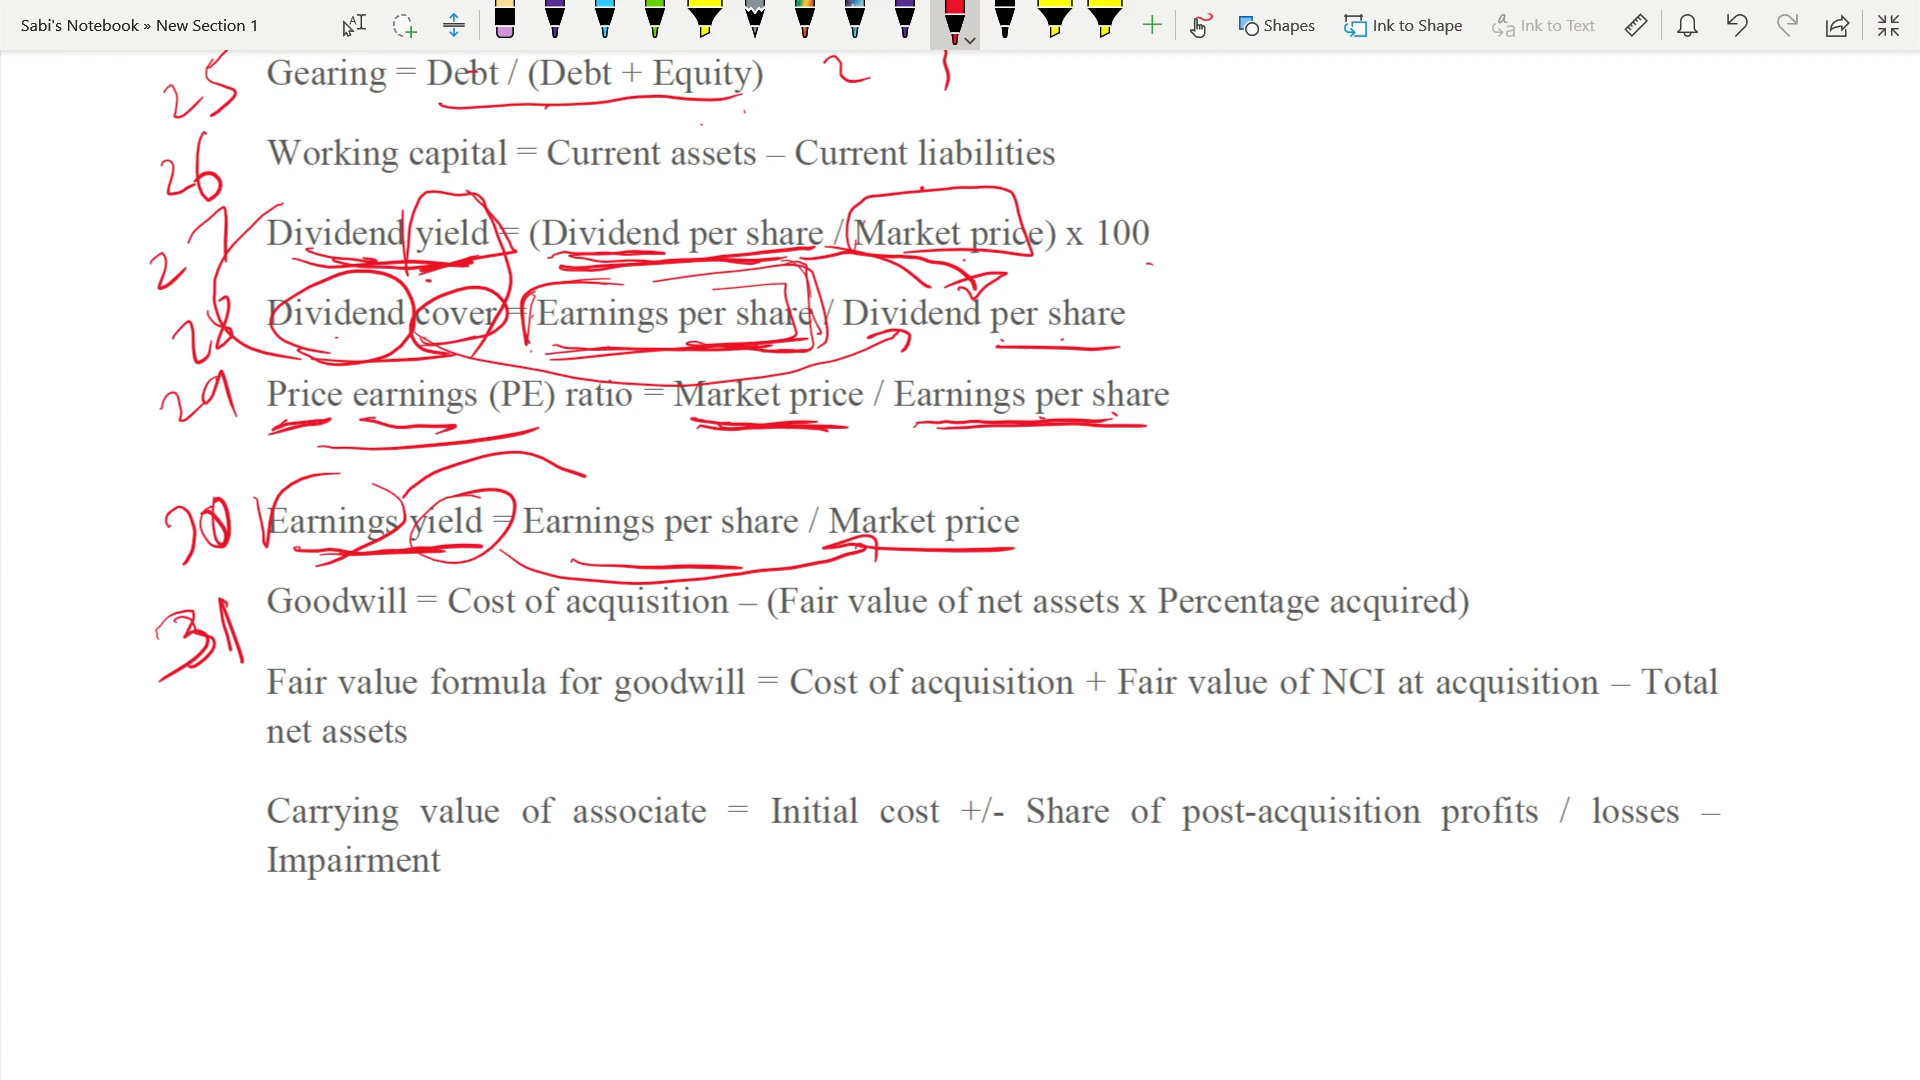 Sabi's Notebook » New Section 1
Shapes
Ink to Shape
Ink to Text
25 Gearing = Debt / (Debt + Equity) 2 1
26 Working capital = Current assets – Current liabilities
27 Dividend yield = (Dividend per share / Market price) x 100
28 Dividend cover = Earnings per share / Dividend per share
29 Price earnings (PE) ratio = Market price / Earnings per share
30 Earnings yield = Earnings per share / Market price
31 Goodwill = Cost of acquisition – (Fair value of net assets x Percentage acquired)
Fair value formula for goodwill = Cost of acquisition + Fair value of NCI at acquisition – Total
net assets
Carrying value of associate = Initial cost +/- Share of post-acquisition profits / losses –
Impairment